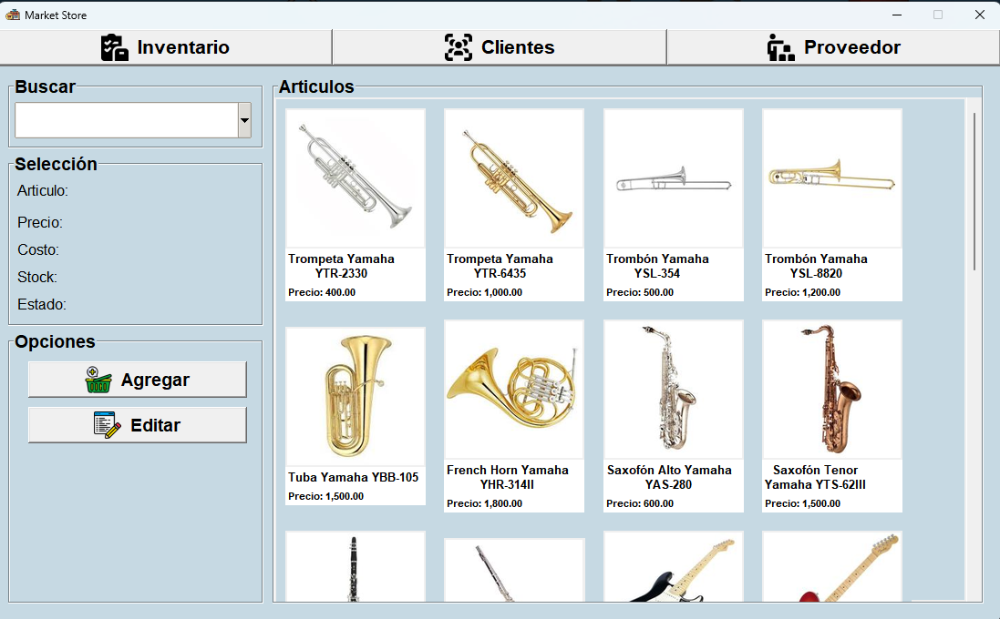 Market Store
Inventario
Clientes
Proveedor
Buscar
Selección
Articulo:
Precio:
Costo:
Stock:
Estado:
Opciones
Agregar
Editar
Articulos
Trompeta Yamaha
YTR-2330
Precio: 400.00
Trompeta Yamaha
YTR-6435
Precio: 1,000.00
Trombón Yamaha
YSL-354
Precio: 500.00
Trombón Yamaha
YSL-8820
Precio: 1,200.00
Tuba Yamaha YBB-105
Precio: 1,500.00
French Horn Yamaha
YHR-314II
Precio: 1,800.00
Saxofón Alto Yamaha
YAS-280
Precio: 600.00
Saxofón Tenor
Yamaha YTS-62III
Precio: 1,500.00